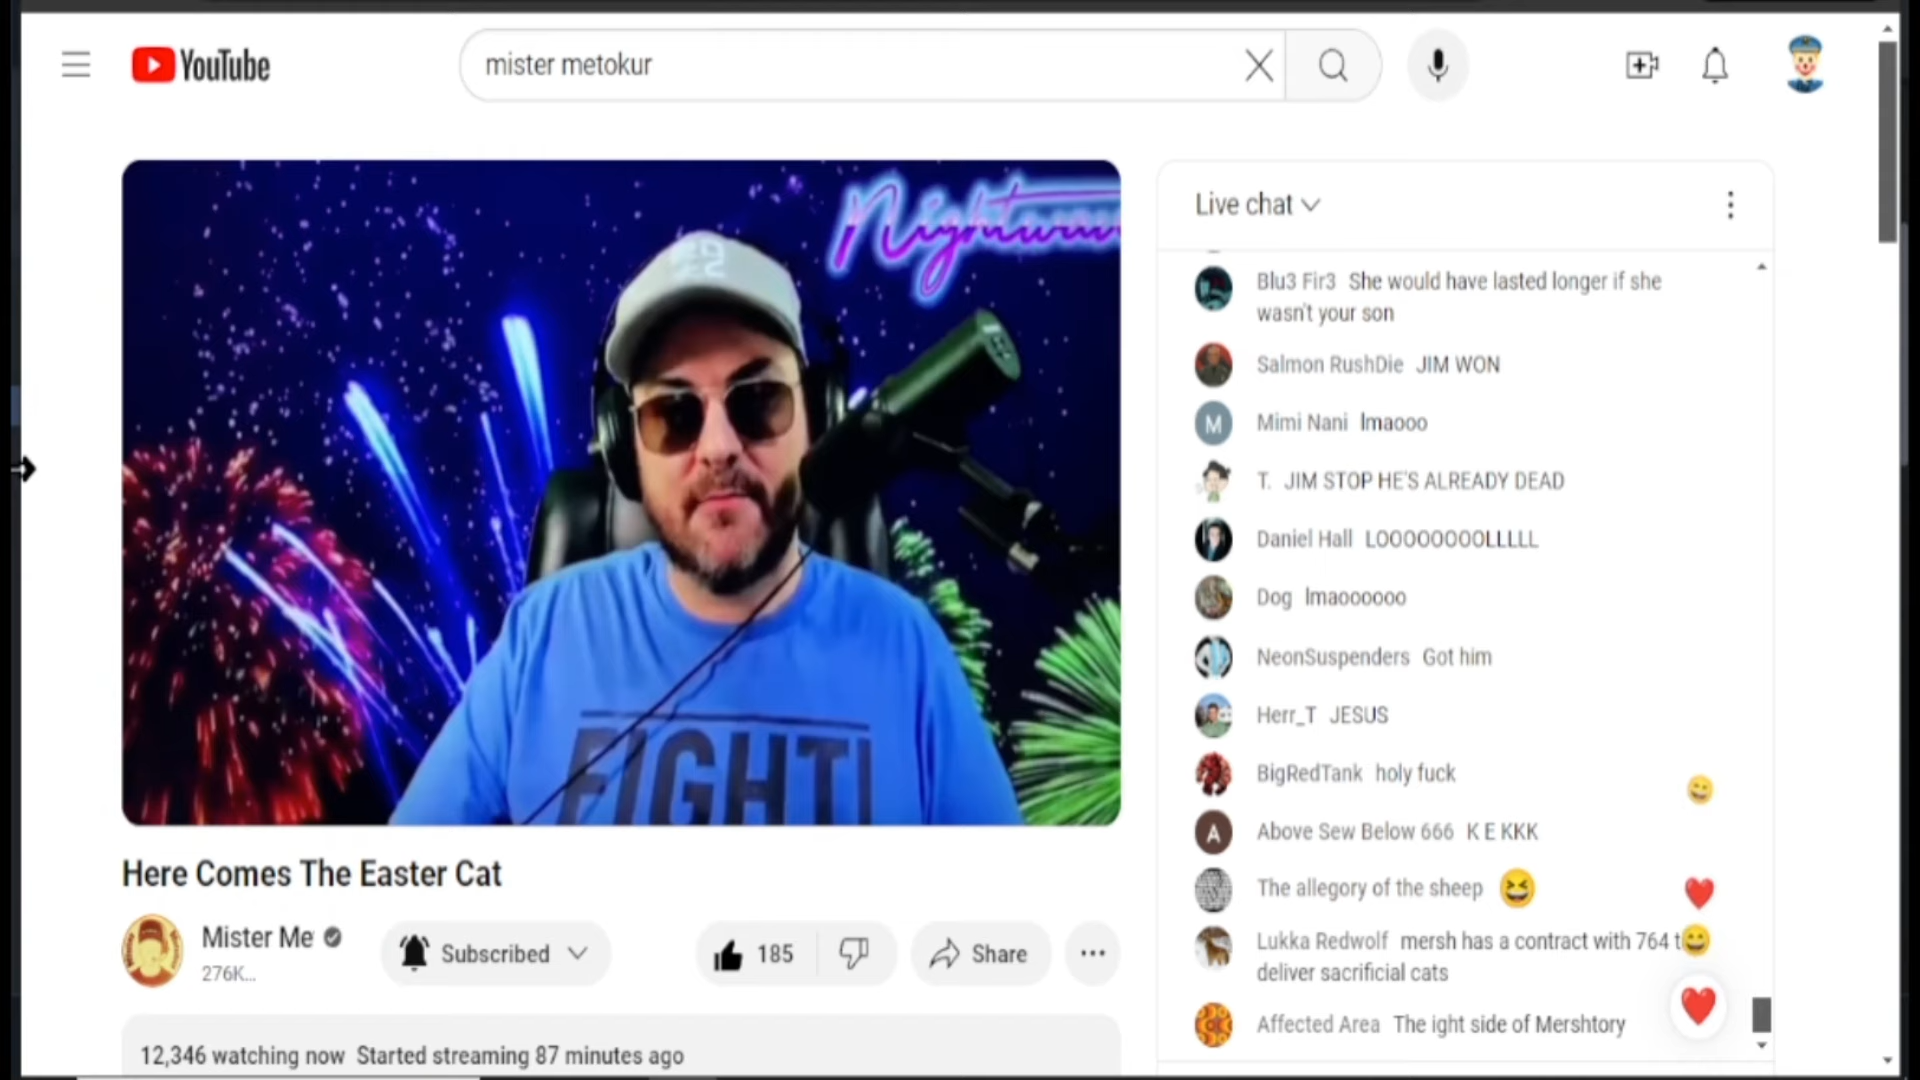 YouTube
mister metokur
Nightwav
FIGHT!
Here Comes The Easter Cat
Mister Me
276K...
Subscribed
185
Share
12,346 watching now Started streaming 87 minutes ago
Live chat
Blu3 Fir3 She would have lasted longer if she
wasn't your son
Salmon RushDie JIM WON
M
Mimi Nani lmaooo
T. JIM STOP HE'S ALREADY DEAD
Daniel Hall LOOOOOOOOLLLLL
Dog lmaoooooo
NeonSuspenders Got him
Herr_T JESUS
BigRedTank holy fuck
A
Above Sew Below 666 K E KKK
The allegory of the sheep
Lukka Redwolf mersh has a contract with 764 t
deliver sacrificial cats
Affected Area The ight side of Mershtory